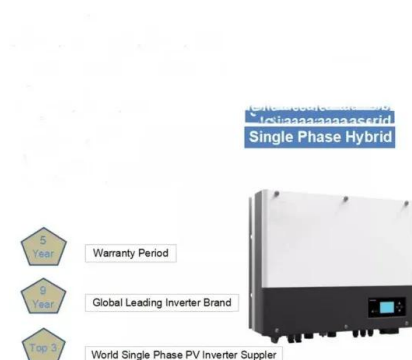 Single Phase Hybrid
5
Year
Warranty Period
9
Year
Global Leading Inverter Brand
Top 3
World Single Phase PV Inverter Suppler